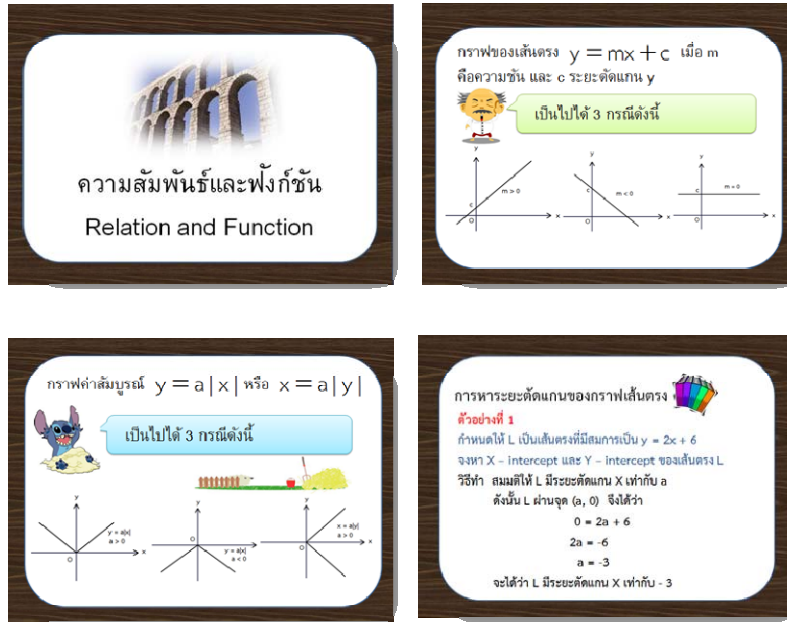 ความสัมพันธ์และฟังก์ชัน
Relation and Function
กราฟของเส้นตรง y = mx + c เมื่อ m
คือความชัน และ c ระยะตัดแกน y
เป็นไปได้ 3 กรณีดังนี้
y
m > 0
c
O
x
y
c
m < 0
O
x
y
c
m = 0
O
x
กราฟค่าสัมบูรณ์ y = a|x| หรือ x = a|y|
เป็นไปได้ 3 กรณีดังนี้
y
y = a|x|
a > 0
O
x
y
O
x
y = a|x|
a < 0
y
x = a|y|
a > 0
O
x
การหาระยะตัดแกนของกราฟเส้นตรง
ตัวอย่างที่ 1
กำหนดให้ L เป็นเส้นตรงที่มีสมการเป็น y = 2x + 6
จงหา X – intercept และ Y – intercept ของเส้นตรง L
วิธีทำ สมมติให้ L มีระยะตัดแกน X เท่ากับ a
ดังนั้น L ผ่านจุด (a, 0) จึงได้ว่า
0 = 2a + 6
2a = -6
a = -3
จะได้ว่า L มีระยะตัดแกน X เท่ากับ - 3